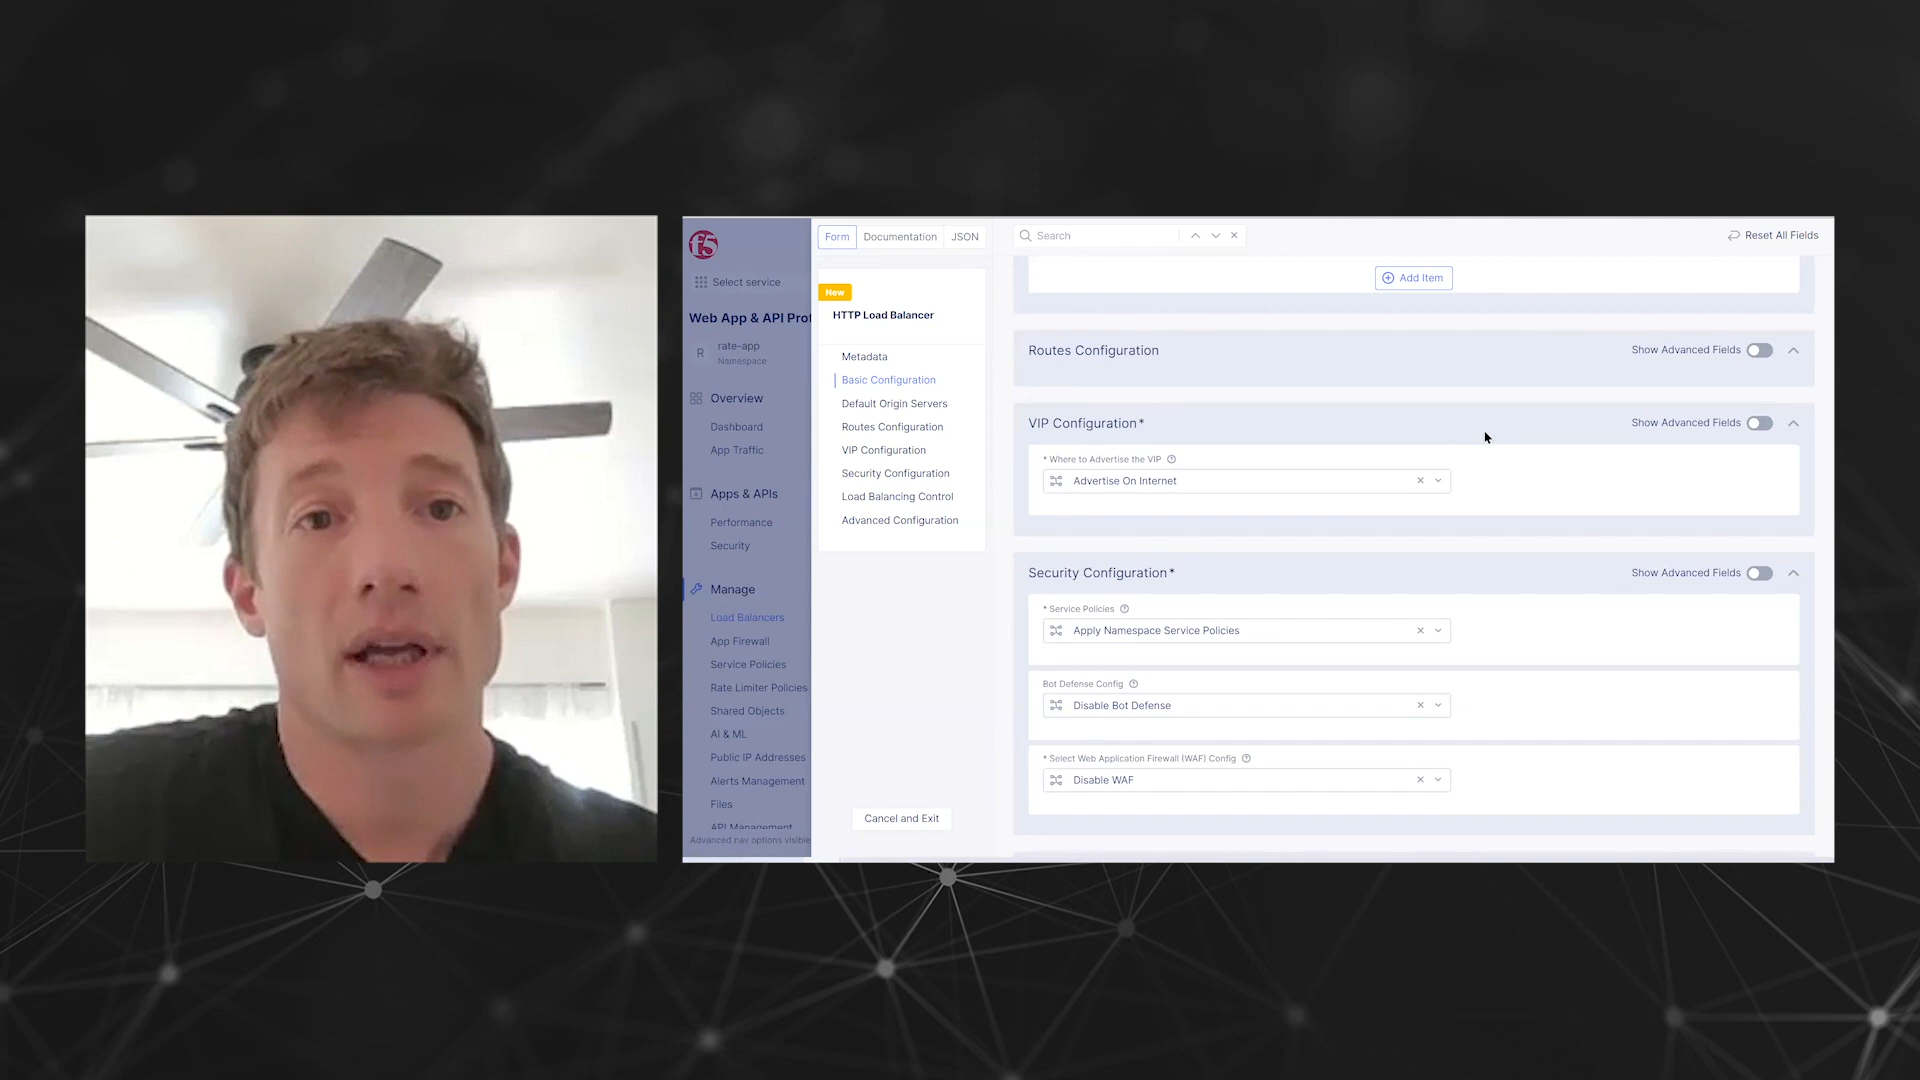 f5
Select service
Web App & API Prot
R
rate-app
Namespace
Overview
Dashboard
App Traffic
Apps & APIs
Performance
Security
Manage
Load Balancers
App Firewall
Service Policies
Rate Limiter Policies
Shared Objects
AI & ML
Public IP Addresses
Alerts Management
Files
API Management
Advanced nav options visible
Form
Documentation
JSON
New
HTTP Load Balancer
Metadata
Basic Configuration
Default Origin Servers
Routes Configuration
VIP Configuration
Security Configuration
Load Balancing Control
Advanced Configuration
Cancel and Exit
Search
Reset All Fields
Add Item
Routes Configuration
Show Advanced Fields
VIP Configuration*
Show Advanced Fields
* Where to Advertise the VIP
Advertise On Internet
Security Configuration*
Show Advanced Fields
* Service Policies
Apply Namespace Service Policies
Bot Defense Config
Disable Bot Defense
* Select Web Application Firewall (WAF) Config
Disable WAF